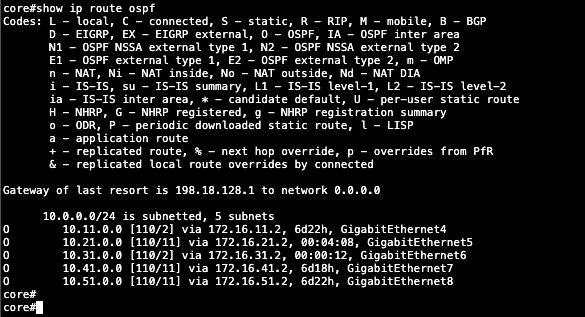 core#show ip route ospf
Codes: L - local, C - connected, S - static, R - RIP, M - mobile, B - BGP
D - EIGRP, EX - EIGRP external, O - OSPF, IA - OSPF inter area
N1 - OSPF NSSA external type 1, N2 - OSPF NSSA external type 2
E1 - OSPF external type 1, E2 - OSPF external type 2, m - OMP
n - NAT, Ni - NAT inside, No - NAT outside, Nd - NAT DIA
i - IS-IS, su - IS-IS summary, L1 - IS-IS level-1, L2 - IS-IS level-2
ia - IS-IS inter area, * - candidate default, U - per-user static route
H - NHRP, G - NHRP registered, g - NHRP registration summary
o - ODR, P - periodic downloaded static route, l - LISP
a - application route
+ - replicated route, % - next hop override, p - overrides from PfR
& - replicated local route overrides by connected
Gateway of last resort is 198.18.128.1 to network 0.0.0.0
10.0.0.0/24 is subnetted, 5 subnets
O 10.11.0.0 [110/2] via 172.16.11.2, 6d22h, GigabitEthernet4
O 10.21.0.0 [110/11] via 172.16.21.2, 00:04:08, GigabitEthernet5
O 10.31.0.0 [110/2] via 172.16.31.2, 00:00:12, GigabitEthernet6
O 10.41.0.0 [110/11] via 172.16.41.2, 6d18h, GigabitEthernet7
O 10.51.0.0 [110/11] via 172.16.51.2, 6d22h, GigabitEthernet8
core#
core#